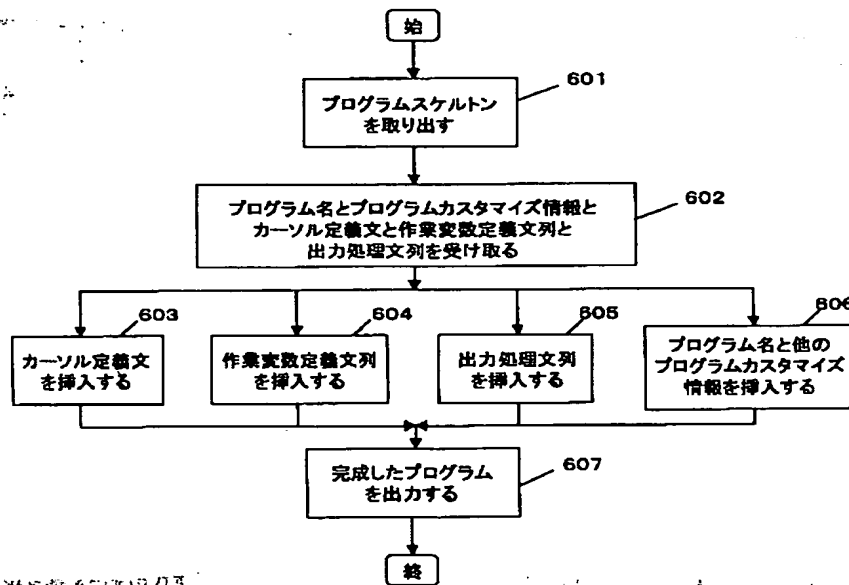 始
601
プログラムスケルトン
を取り出す
602
プログラム名とプログラムカスタマイズ情報と
カーソル定義文と作業変数定義文列と
出力処理文列を受け取る
603
カーソル定義文
を挿入する
604
作業変数定義文列
を挿入する
605
出力処理文列
を挿入する
606
プログラム名と他の
プログラムカスタマイズ
情報を挿入する
607
完成したプログラム
を出力する
終